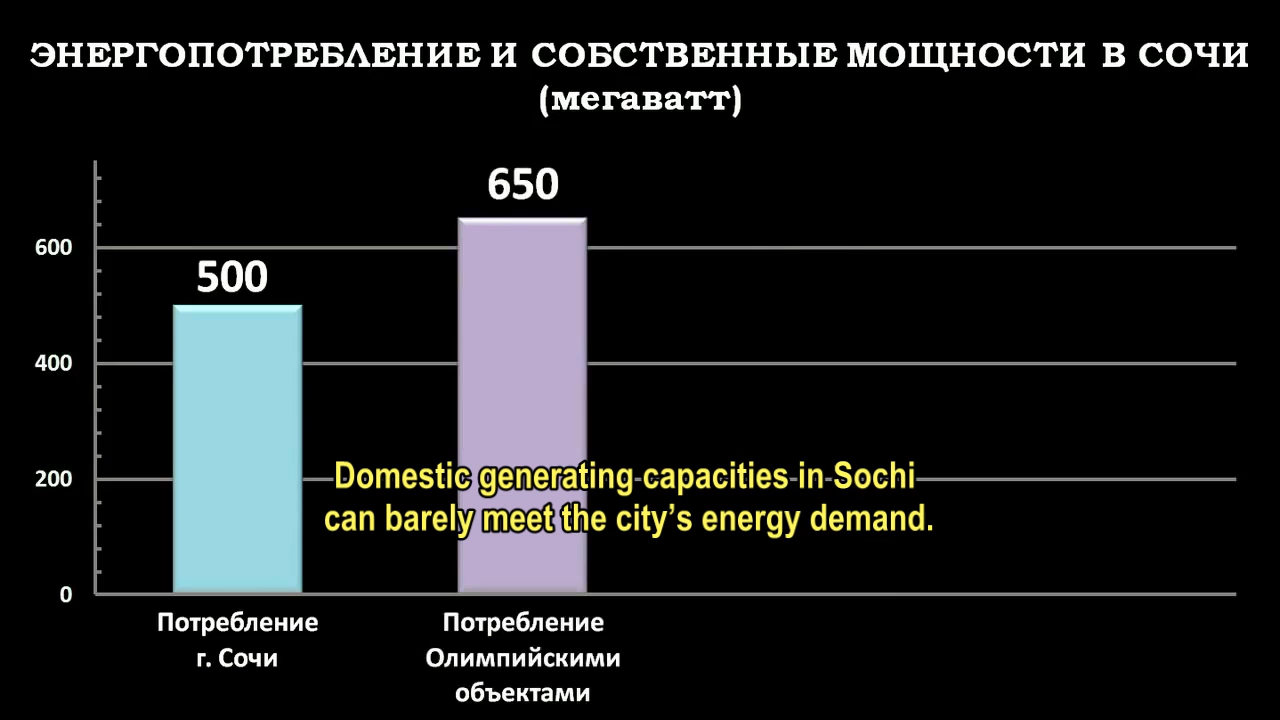 ЭНЕРГОПОТРЕБЛЕНИЕ И СОБСТВЕННЫЕ МОЩНОСТИ В СОЧИ
(мегаватт)
650
600
500
400
200
Domestic generating capacities in Sochi
can barely meet the city’s energy demand.
0
Потребление
г. Сочи
Потребление
Олимпийскими
объектами